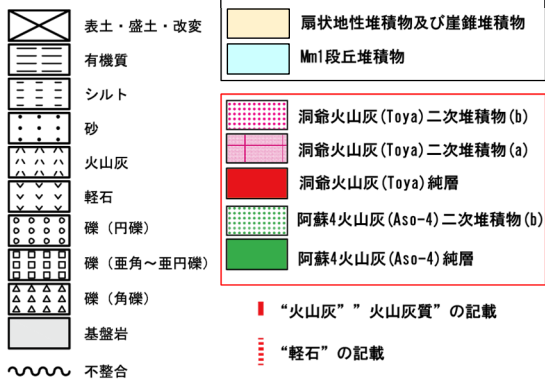 表土・盛土・改変
有機質
シルト
砂
火山灰
軽石
礫（円礫）
礫（亜角～亜円礫）
礫（角礫）
基盤岩
不整合
扇状地性堆積物及び崖錐堆積物
Mm1段丘堆積物
洞爺火山灰(Toya)二次堆積物(b)
洞爺火山灰(Toya)二次堆積物(a)
洞爺火山灰(Toya)純層
阿蘇4火山灰(Aso-4)二次堆積物(b)
阿蘇4火山灰(Aso-4)純層
“火山灰””火山灰質”の記載
“軽石”の記載